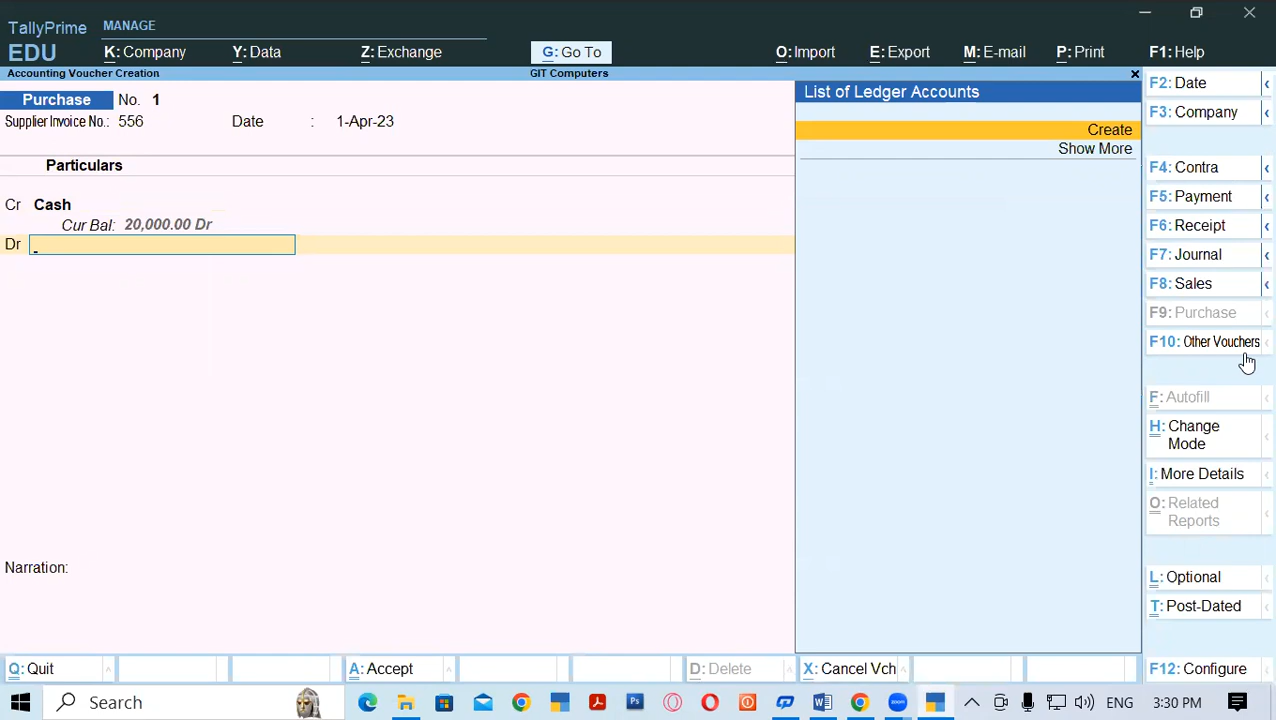 TallyPrime
MANAGE
EDU
K: Company
Y: Data
Z: Exchange
G: Go To
O: Import
E: Export
M: E-mail
P: Print
F1: Help
Accounting Voucher Creation
GIT Computers
Purchase No. 1
Supplier Invoice No.: 556 Date : 1-Apr-23
Particulars
Cr Cash
Cur Bal: 20,000.00 Dr
Dr
Narration:
List of Ledger Accounts
Create
Show More
F2: Date
F3: Company
F4: Contra
F5: Payment
F6: Receipt
F7: Journal
F8: Sales
F9: Purchase
F10: Other Vouchers
F: Autofill
H: Change
Mode
I: More Details
O: Related
Reports
L: Optional
T: Post-Dated
Q: Quit
A: Accept
D: Delete
X: Cancel Vch
F12: Configure
Search
ENG
3:30 PM